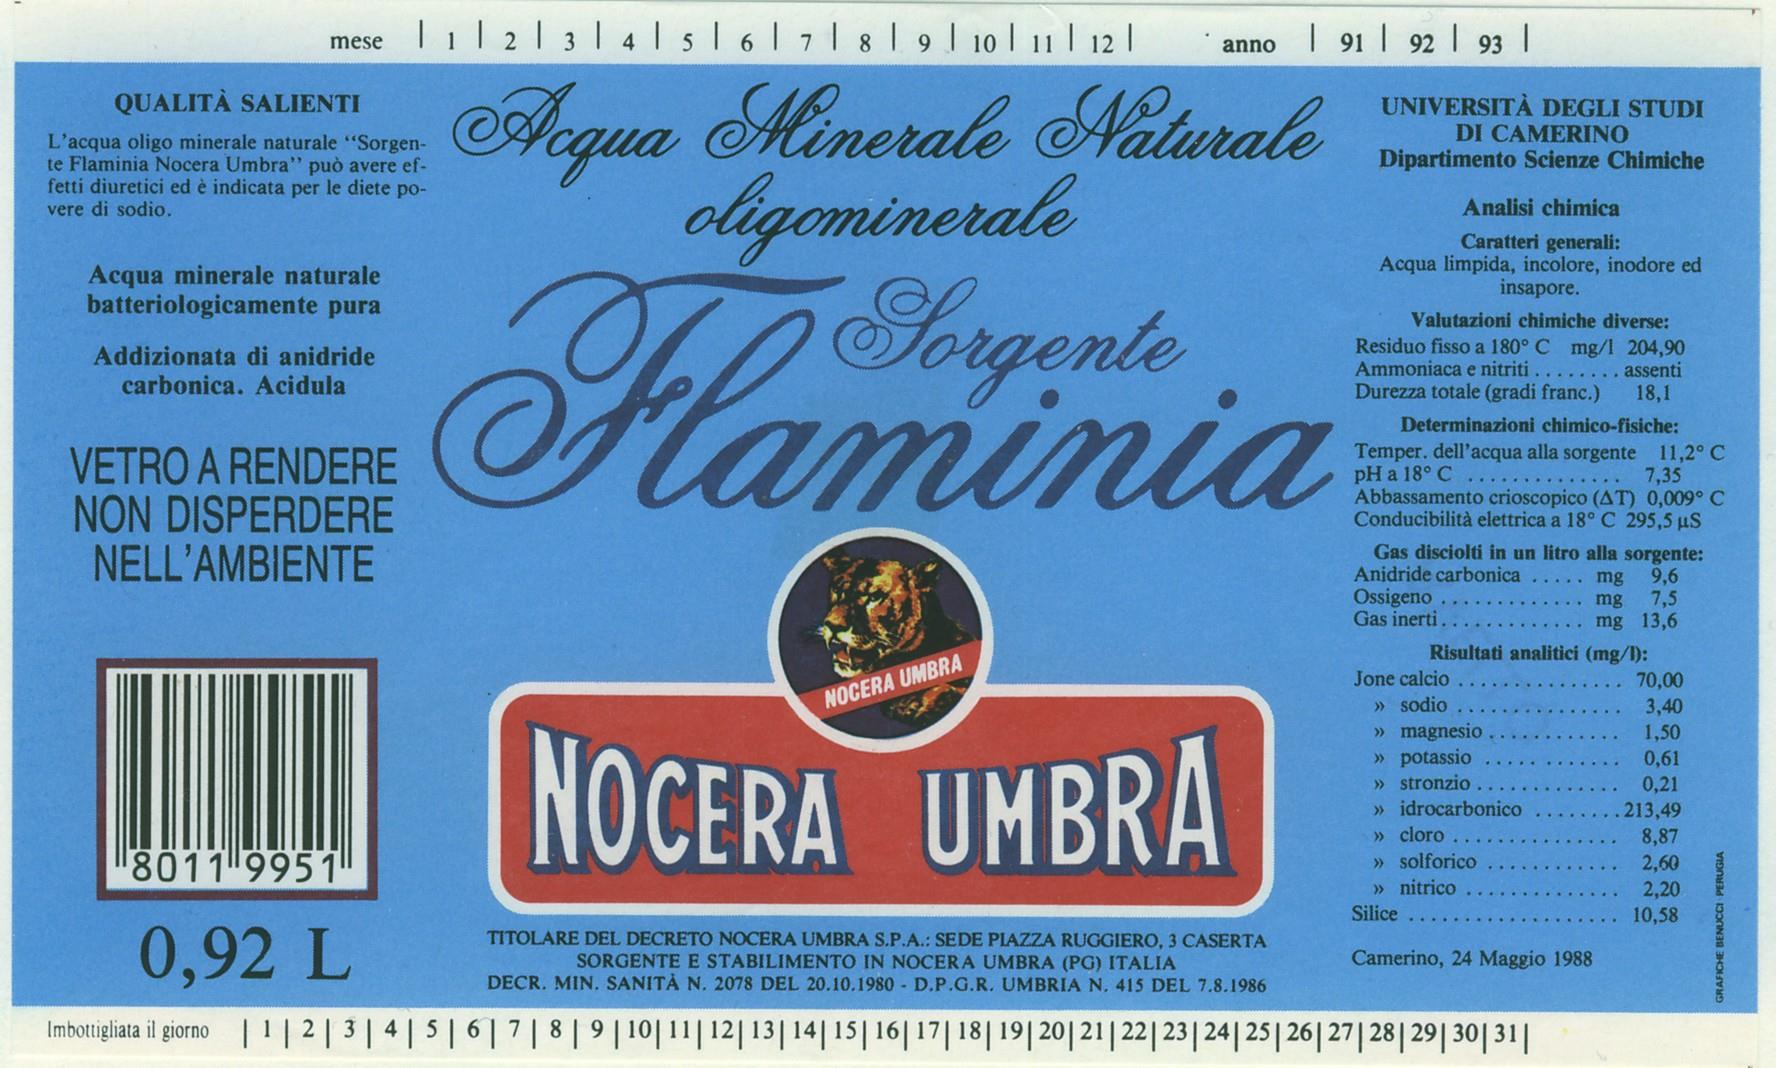 mese | 1 | 2 | 3 | 4 | 5 | 6 | 7 | 8 | 9 | 10 | 11 | 12 | anno | 91 | 92 | 93 |
QUALITÀ SALIENTI
L'acqua oligo minerale naturale "Sorgen-
te Flaminia Nocera Umbra" può avere ef-
fetti diuretici ed è indicata per le diete po-
vere di sodio.
Acqua minerale naturale
batteriologicamente pura
Addizionata di anidride
carbonica. Acidula
VETRO A RENDERE
NON DISPERDERE
NELL'AMBIENTE
80119951
0,92 L
Acqua Minerale Naturale
oligominerale
Sorgente
Flaminia
NOCERA UMBRA
NOCERA UMBRA
TITOLARE DEL DECRETO NOCERA UMBRA S.P.A.: SEDE PIAZZA RUGGIERO, 3 CASERTA
SORGENTE E STABILIMENTO IN NOCERA UMBRA (PG) ITALIA
DECR. MIN. SANITÀ N. 2078 DEL 20.10.1980 - D.P.G.R. UMBRIA N. 415 DEL 7.8.1986
UNIVERSITÀ DEGLI STUDI
DI CAMERINO
Dipartimento Scienze Chimiche
Analisi chimica
Caratteri generali:
Acqua limpida, incolore, inodore ed
insapore.
Valutazioni chimiche diverse:
Residuo fisso a 180° C mg/l 204,90
Ammoniaca e nitriti ........ assenti
Durezza totale (gradi franc.) 18,1
Determinazioni chimico-fisiche:
Temper. dell'acqua alla sorgente 11,2° C
pH a 18° C .............. 7,35
Abbassamento crioscopico (ΔT) 0,009° C
Conducibilità elettrica a 18° C 295,5 µS
Gas disciolti in un litro alla sorgente:
Anidride carbonica ..... mg 9,6
Ossigeno ............. mg 7,5
Gas inerti............. mg 13,6
Risultati analitici (mg/l):
Jone calcio ............... 70,00
» sodio ............... 3,40
» magnesio ............ 1,50
» potassio ............ 0,61
» stronzio ............. 0,21
» idrocarbonico ........ 213,49
» cloro ............... 8,87
» solforico ............ 2,60
» nitrico .............. 2,20
Silice ................... 10,58
Camerino, 24 Maggio 1988
GRAFICHE BENUCCI - PERUGIA
Imbottigliata il giorno | 1 | 2 | 3 | 4 | 5 | 6 | 7 | 8 | 9 | 10 | 11 | 12 | 13 | 14 | 15 | 16 | 17 | 18 | 19 | 20 | 21 | 22 | 23 | 24 | 25 | 26 | 27 | 28 | 29 | 30 | 31 |